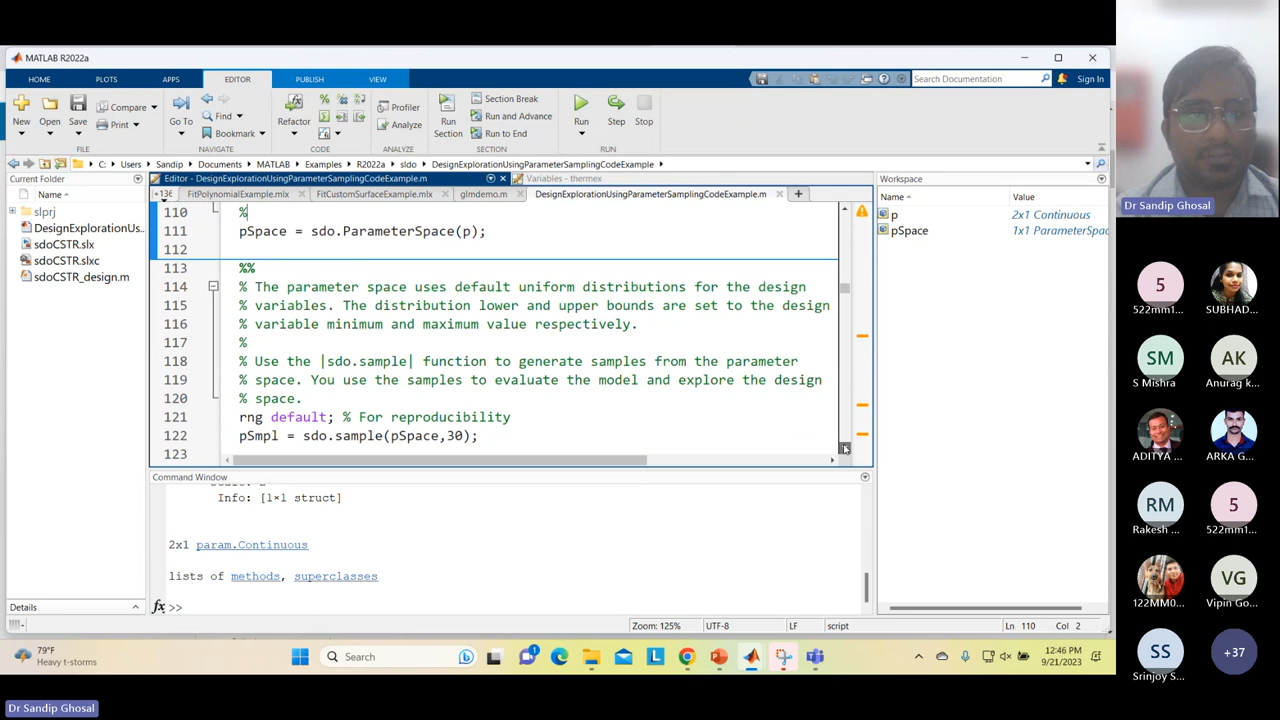 MATLAB R2022a
HOME
PLOTS
APPS
EDITOR
PUBLISH
VIEW
Search Documentation
Sign In
New
Open
Save
Compare
Print
Go To
Find
Bookmark
Refactor
Profiler
Analyze
Run Section
Section Break
Run and Advance
Run to End
Run
Step
Stop
FILE
NAVIGATE
CODE
ANALYZE
SECTION
RUN
C: Users Sandip Documents MATLAB Examples R2022a sldo DesignExplorationUsingParameterSamplingCodeExample
Current Folder
Name
slprj
DesignExplorationUs...
sdoCSTR.slx
sdoCSTR.slxc
sdoCSTR_design.m
Details
Editor - DesignExplorationUsingParameterSamplingCodeExample.m
Variables - thermex
+136
FitPolynomialExample.mlx
FitCustomSurfaceExample.mlx
glmdemo.m
DesignExplorationUsingParameterSamplingCodeExample.m
110 %
111 pSpace = sdo.ParameterSpace(p);
112
113 %%
114 % The parameter space uses default uniform distributions for the design
115 % variables. The distribution lower and upper bounds are set to the design
116 % variable minimum and maximum value respectively.
117 %
118 % Use the |sdo.sample| function to generate samples from the parameter
119 % space. You use the samples to evaluate the model and explore the design
120 % space.
121 rng default; % For reproducibility
122 pSmpl = sdo.sample(pSpace,30);
123
Command Window
Info: [1×1 struct]
2x1 param.Continuous
lists of methods, superclasses
fx >>
Workspace
Name Value
p 2x1 Continuous
pSpace 1x1 ParameterSpac
Zoom: 125% UTF-8 LF script Ln 110 Col 2
79°F
Heavy t-storms
Search
12:46 PM
9/21/2023
Dr Sandip Ghosal
Dr Sandip Ghosal
5
522mm1...
SUBHAD...
SM
S Mishra
AK
Anurag k...
ADITYA ...
ARKA G...
RM
Rakesh ...
5
522mm1...
122MM0...
VG
Vipin Go...
SS
Srinjoy S...
+37